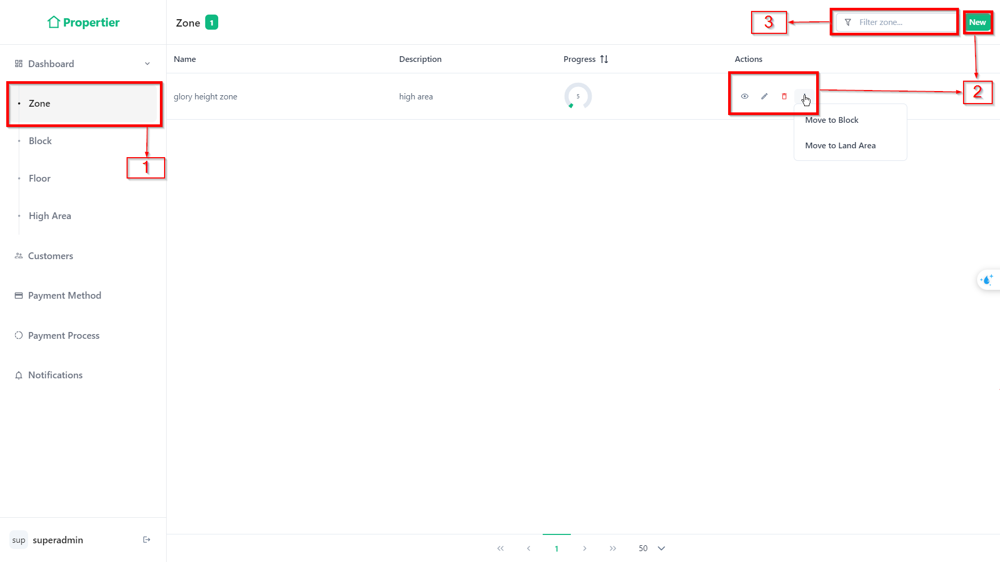 Propertier
Zone 1
3
Filter zone...
New
Dashboard
Zone
Block
1
Floor
High Area
Customers
Payment Method
Payment Process
Notifications
sup superadmin
Name Description Progress Actions
glory height zone high area 5
2
Move to Block
Move to Land Area
1 50